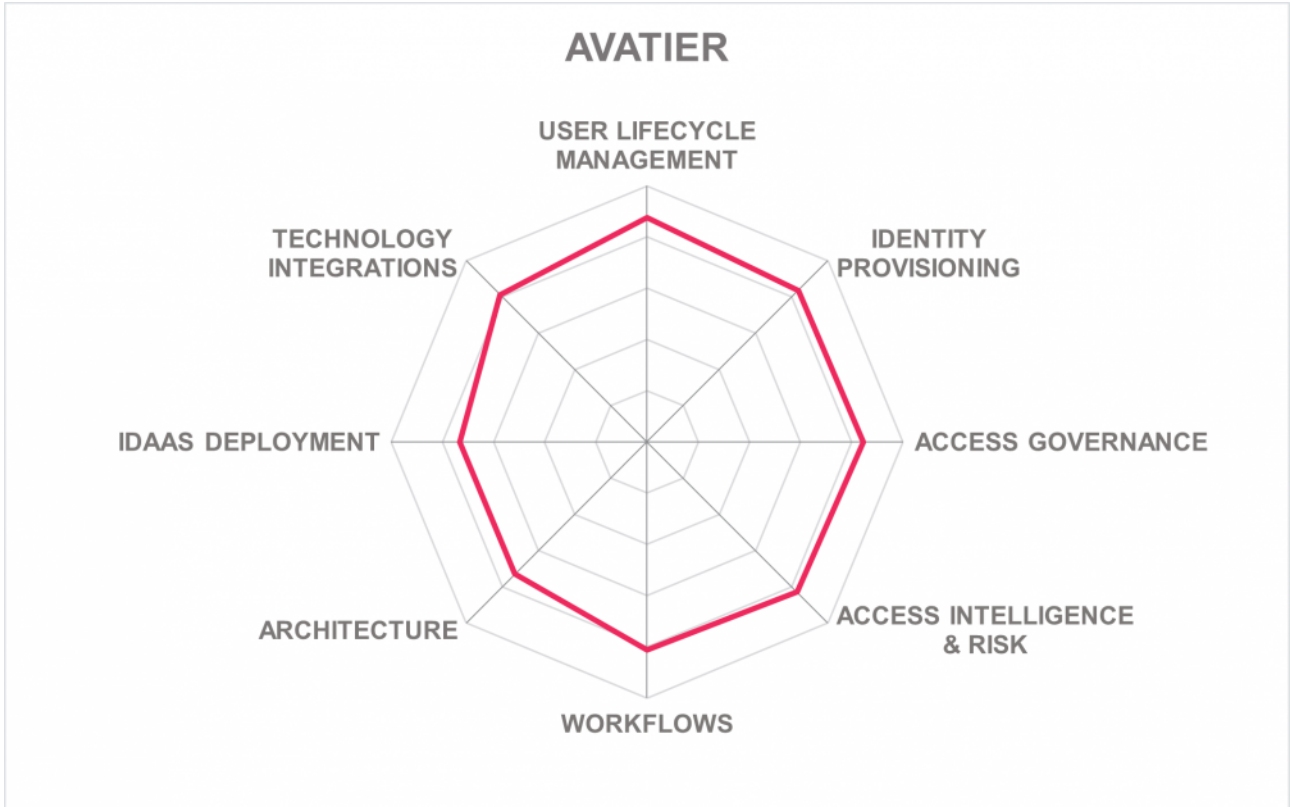 AVATIER
USER LIFECYCLE
MANAGEMENT
IDENTITY
PROVISIONING
ACCESS GOVERNANCE
ACCESS INTELLIGENCE
& RISK
WORKFLOWS
ARCHITECTURE
IDAAS DEPLOYMENT
TECHNOLOGY
INTEGRATIONS